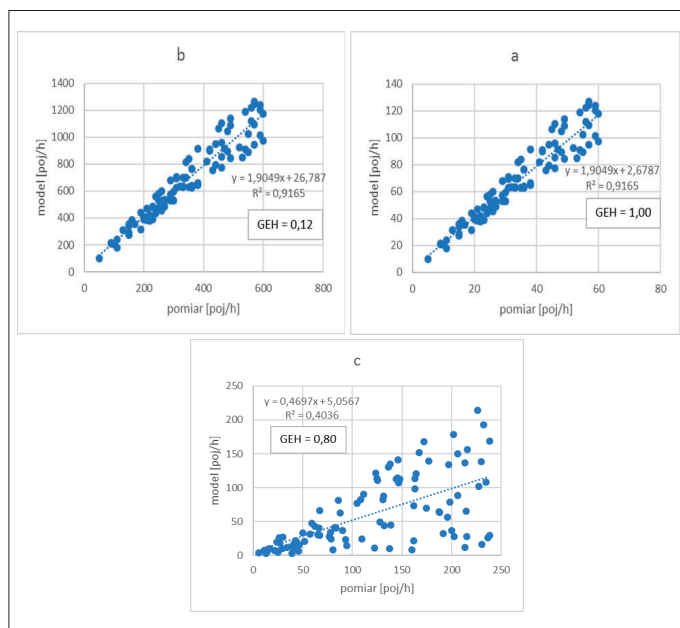 b
model [poj/h]
1400
1200
1000
800
600
400
200
0
y = 1,9049x + 26,787
R² = 0,9165
GEH = 0,12
0 200 400 600 800
pomiar [poj/h]
a
model [poj/h]
140
120
100
80
60
40
20
0
y = 1,9049x + 2,6787
R² = 0,9165
GEH = 1,00
0 20 40 60 80
pomiar [poj/h]
c
model [poj/h]
250
200
150
100
50
0
y = 0,4697x + 5,0567
R² = 0,4036
GEH = 0,80
0 50 100 150 200 250
pomiar [poj/h]